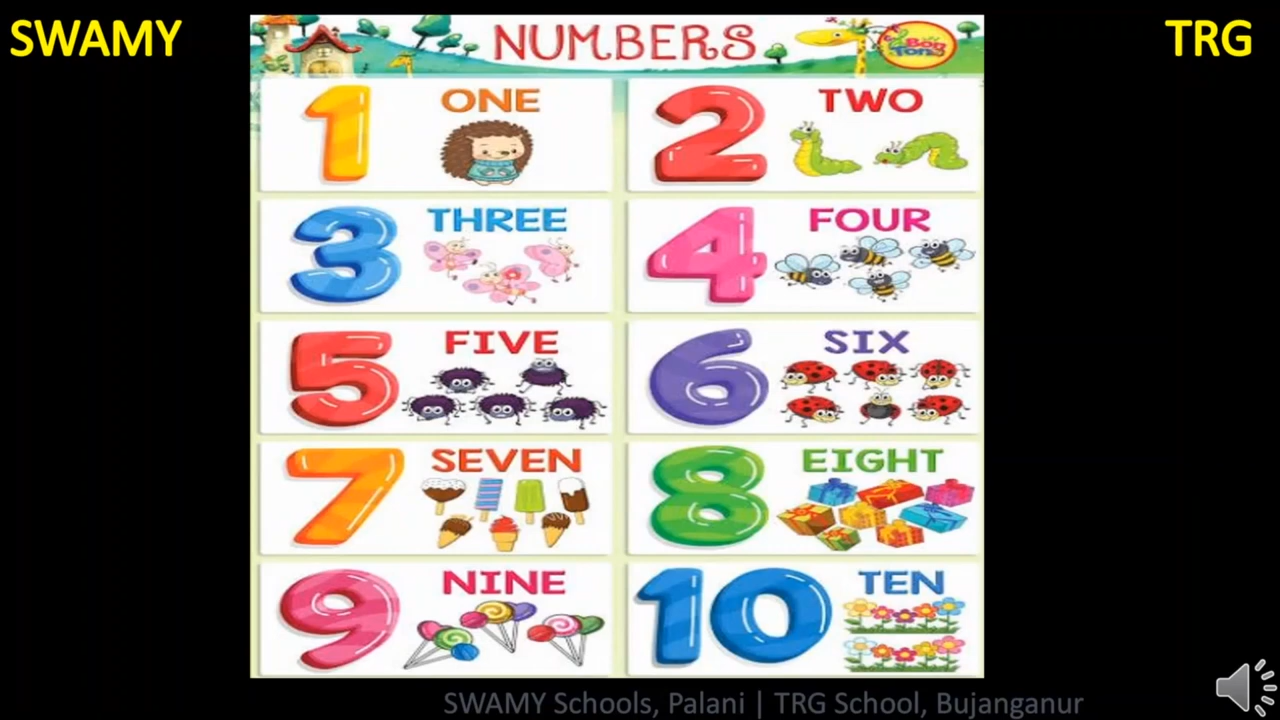 SWAMY
TRG
NUMBERS
1 ONE
2 TWO
3 THREE
4 FOUR
5 FIVE
6 SIX
7 SEVEN
8 EIGHT
9 NINE
10 TEN
SWAMY Schools, Palani | TRG School, Bujanganur